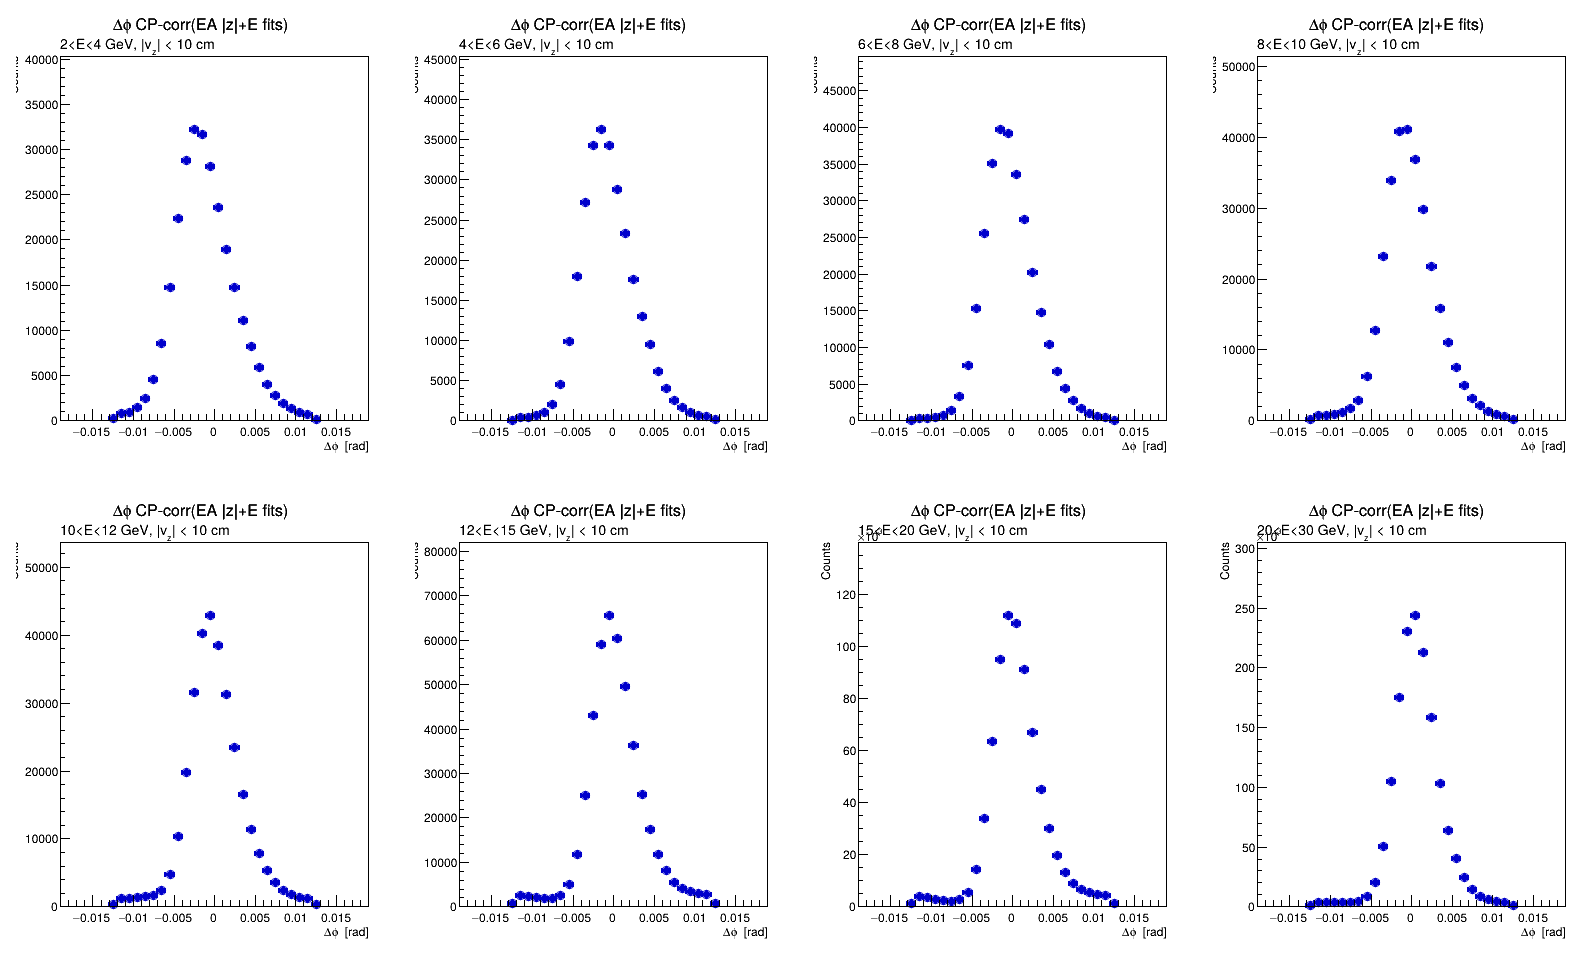 Δϕ CP-corr(EA |z|+E fits)
2<E<4 GeV, |v_z| < 10 cm
Counts
40000
35000
30000
25000
20000
15000
10000
5000
0
−0.015 −0.01 −0.005 0 0.005 0.01 0.015
Δϕ [rad]
Δϕ CP-corr(EA |z|+E fits)
4<E<6 GeV, |v_z| < 10 cm
Counts
45000
40000
35000
30000
25000
20000
15000
10000
5000
0
−0.015 −0.01 −0.005 0 0.005 0.01 0.015
Δϕ [rad]
Δϕ CP-corr(EA |z|+E fits)
6<E<8 GeV, |v_z| < 10 cm
Counts
45000
40000
35000
30000
25000
20000
15000
10000
5000
0
−0.015 −0.01 −0.005 0 0.005 0.01 0.015
Δϕ [rad]
Δϕ CP-corr(EA |z|+E fits)
8<E<10 GeV, |v_z| < 10 cm
Counts
50000
40000
30000
20000
10000
0
−0.015 −0.01 −0.005 0 0.005 0.01 0.015
Δϕ [rad]
Δϕ CP-corr(EA |z|+E fits)
10<E<12 GeV, |v_z| < 10 cm
Counts
50000
40000
30000
20000
10000
0
−0.015 −0.01 −0.005 0 0.005 0.01 0.015
Δϕ [rad]
Δϕ CP-corr(EA |z|+E fits)
12<E<15 GeV, |v_z| < 10 cm
Counts
80000
70000
60000
50000
40000
30000
20000
10000
0
−0.015 −0.01 −0.005 0 0.005 0.01 0.015
Δϕ [rad]
Δϕ CP-corr(EA |z|+E fits)
15<E<20 GeV, |v_z| < 10 cm
Counts
120
100
80
60
40
20
0
−0.015 −0.01 −0.005 0 0.005 0.01 0.015
Δϕ [rad]
Δϕ CP-corr(EA |z|+E fits)
20<E<30 GeV, |v_z| < 10 cm
Counts
300
250
200
150
100
50
0
−0.015 −0.01 −0.005 0 0.005 0.01 0.015
Δϕ [rad]